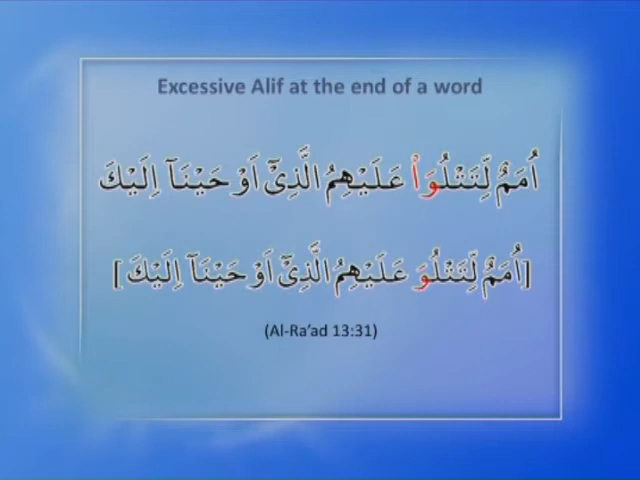 Excessive Alif at the end of a word
اُمَمٌ لِّتَتْلُوَا۟ عَلَيْهِمُ الَّذِىْٓ اَوْ حَيْنَآ اِلَيْكَ
[اُمَمٌ لِّتَتْلُوَ عَلَيْهِمُ الَّذِىْٓ اَوْ حَيْنَآ اِلَيْكَ]
(Al-Ra’ad 13:31)